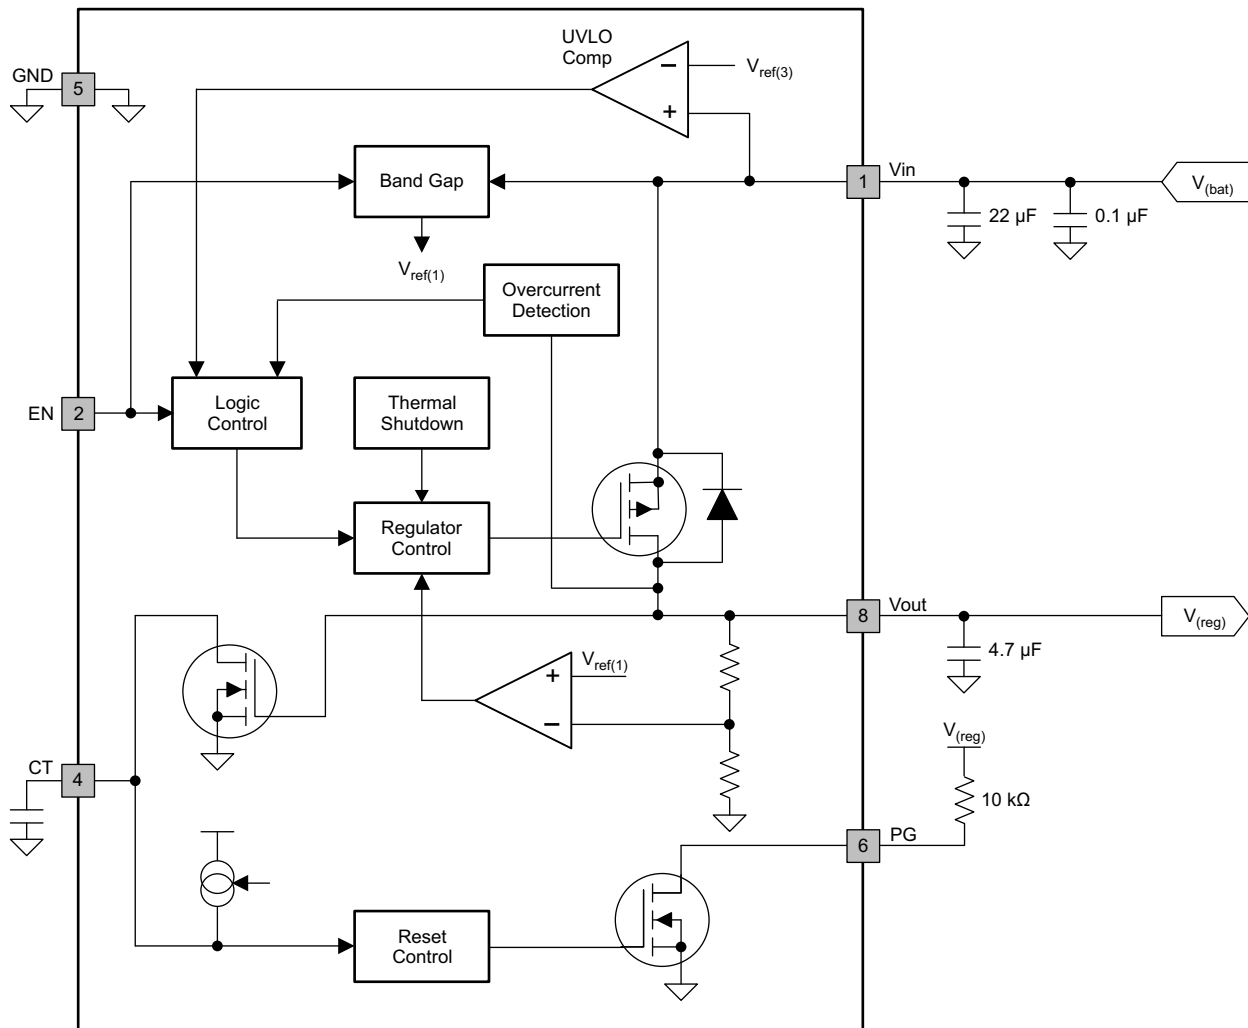 UVLO
Comp
V_ref(3)
GND
5
Band Gap
1
Vin
V_(bat)
22 µF
0.1 µF
V_ref(1)
Overcurrent
Detection
EN
2
Logic
Control
Thermal
Shutdown
Regulator
Control
8
Vout
V_(reg)
4.7 µF
V_ref(1)
V_(reg)
CT
4
10 kΩ
6
PG
Reset
Control